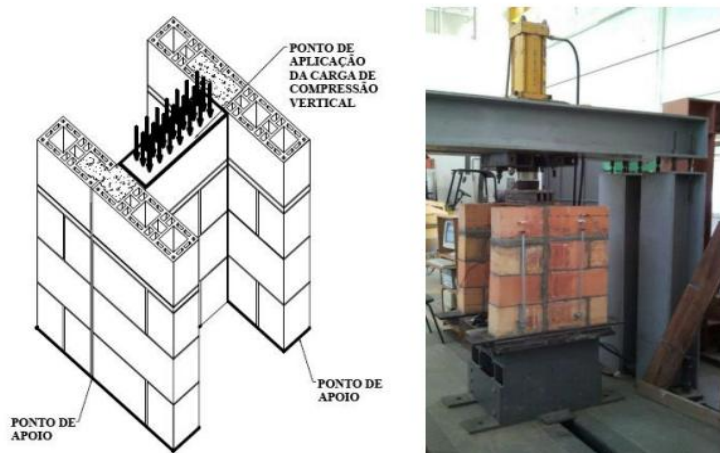 PONTO DE
APLICAÇÃO
DA CARGA DE
COMPRESSÃO
VERTICAL
PONTO DE
APOIO
PONTO DE
APOIO